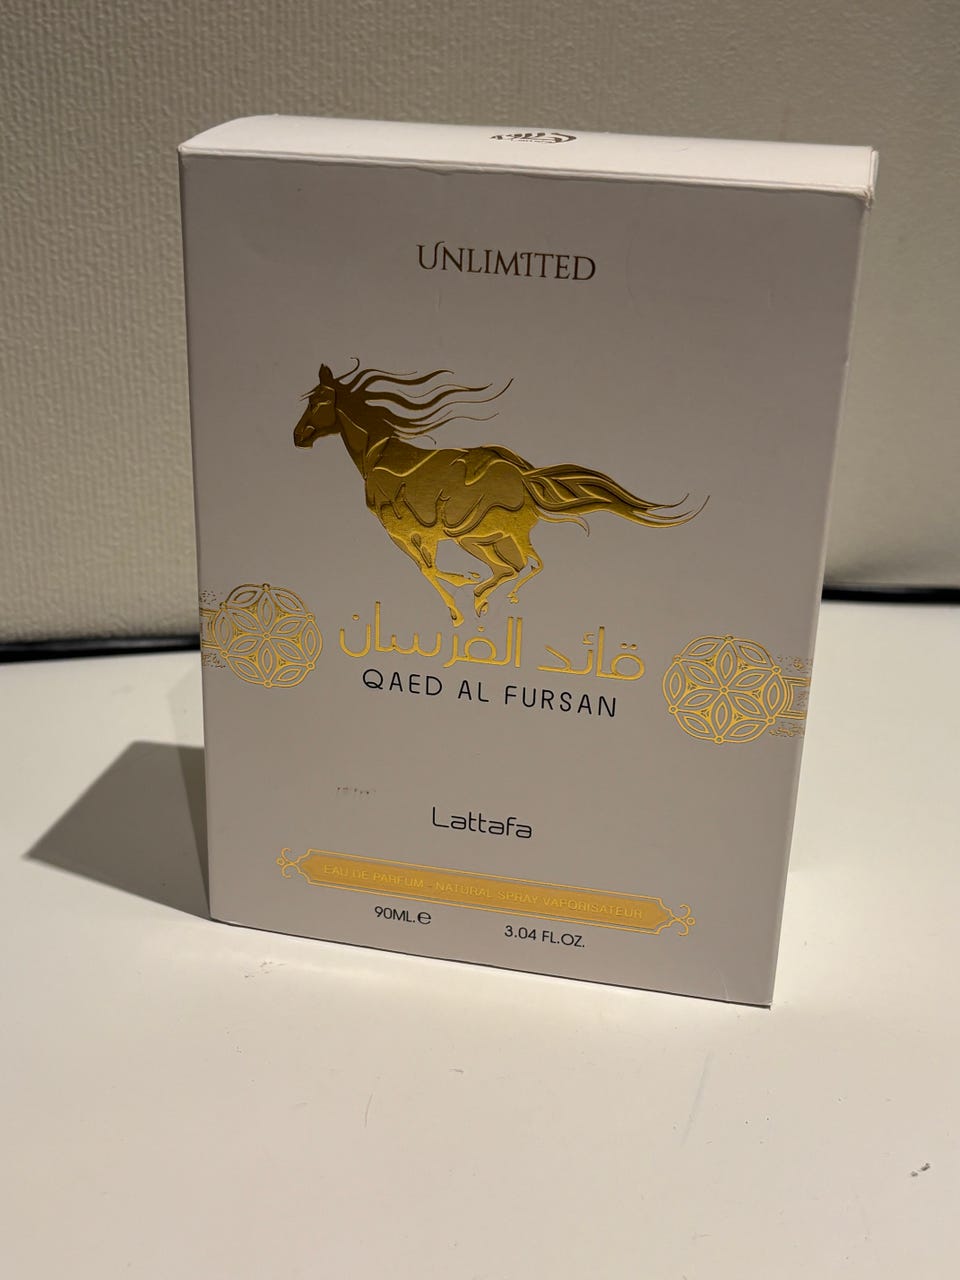 UNLIMITED
قائد الفرسان
QAED AL FURSAN
Lattafa
EAU DE PARFUM - NATURAL SPRAY VAPORISATEUR
90ML.e
3.04 FL.OZ.